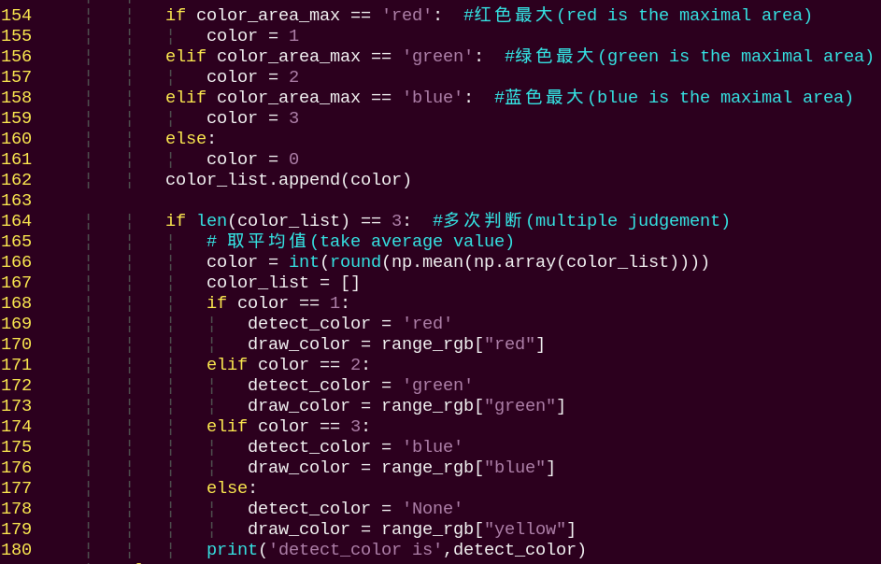 154 if color_area_max == 'red':  #红色最大(red is the maximal area)
155     color = 1
156 elif color_area_max == 'green':  #绿色最大(green is the maximal area)
157     color = 2
158 elif color_area_max == 'blue':  #蓝色最大(blue is the maximal area)
159     color = 3
160 else:
161     color = 0
162 color_list.append(color)
163
164 if len(color_list) == 3:  #多次判断(multiple judgement)
165     # 取平均值(take average value)
166     color = int(round(np.mean(np.array(color_list))))
167     color_list = []
168     if color == 1:
169         detect_color = 'red'
170         draw_color = range_rgb["red"]
171     elif color == 2:
172         detect_color = 'green'
173         draw_color = range_rgb["green"]
174     elif color == 3:
175         detect_color = 'blue'
176         draw_color = range_rgb["blue"]
177     else:
178         detect_color = 'None'
179         draw_color = range_rgb["yellow"]
180     print('detect_color is',detect_color)